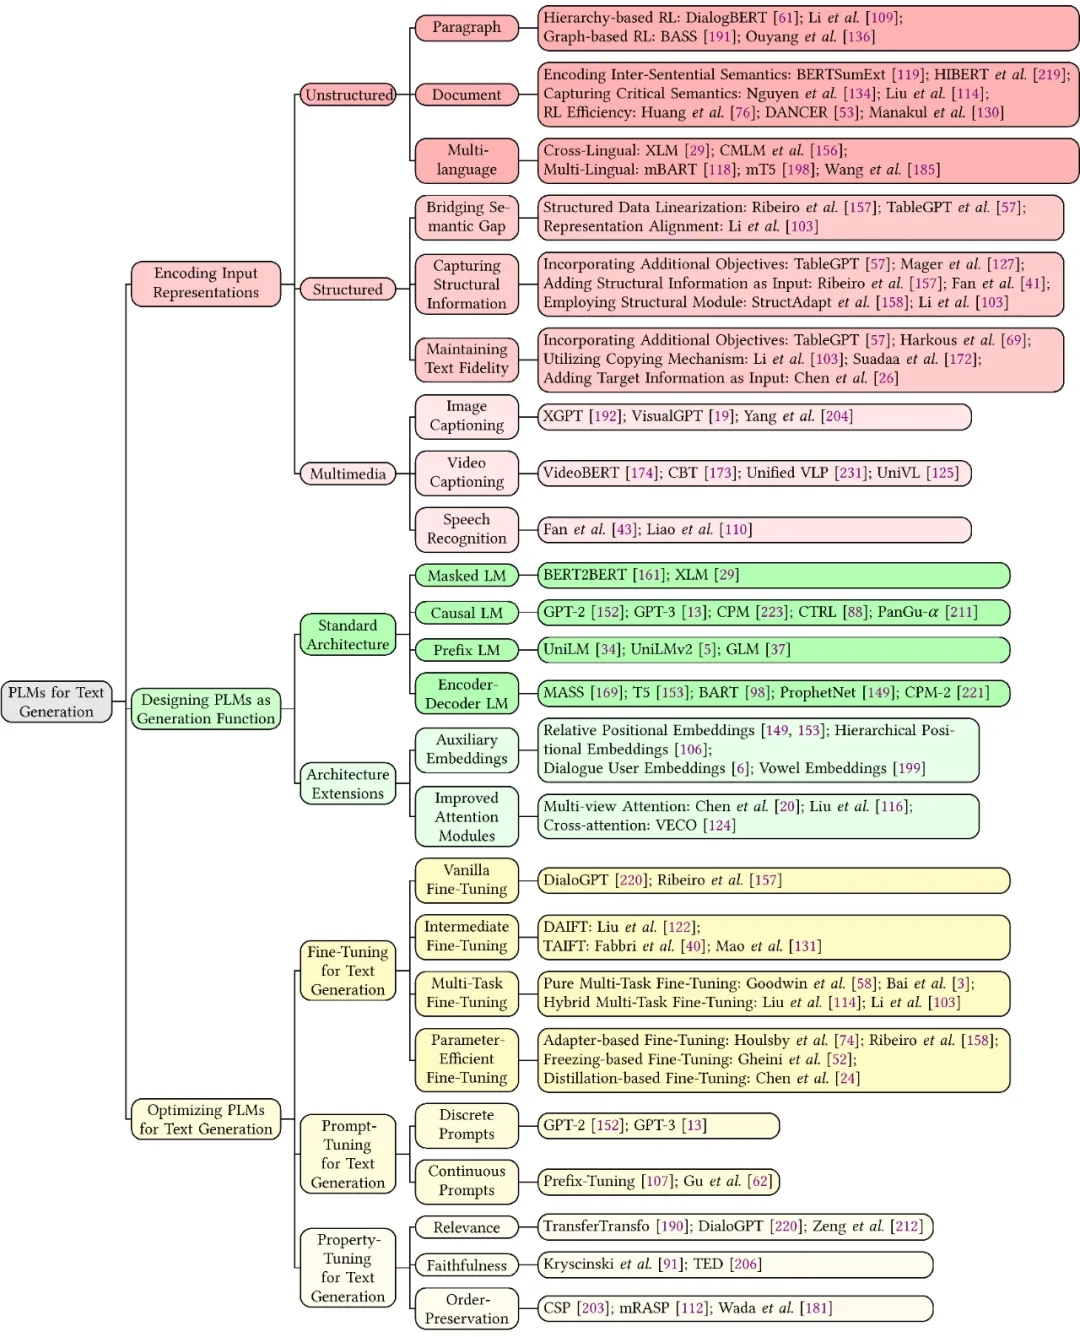 PLMs for Text
Generation
Encoding Input
Representations
Unstructured
Paragraph
Hierarchy-based RL: DialogBERT [61]; Li et al. [109];
Graph-based RL: BASS [191]; Ouyang et al. [136]
Document
Encoding Inter-Sentential Semantics: BERTSumExt [119]; HIBERT et al. [219];
Capturing Critical Semantics: Nguyen et al. [134]; Liu et al. [114];
RL Efficiency: Huang et al. [76]; DANCER [53]; Manakul et al. [130]
Multi-
language
Cross-Lingual: XLM [29]; CMLM et al. [156];
Multi-Lingual: mBART [118]; mT5 [198]; Wang et al. [185]
Structured
Bridging Se-
mantic Gap
Structured Data Linearization: Ribeiro et al. [157]; TableGPT et al. [57];
Representation Alignment: Li et al. [103]
Capturing
Structural
Information
Incorporating Additional Objectives: TableGPT [57]; Mager et al. [127];
Adding Structural Information as Input: Ribeiro et al. [157]; Fan et al. [41];
Employing Structural Module: StructAdapt et al. [158]; Li et al. [103]
Maintaining
Text Fidelity
Incorporating Additional Objectives: TableGPT [57]; Harkous et al. [69];
Utilizing Copying Mechanism: Li et al. [103]; Suadaa et al. [172];
Adding Target Information as Input: Chen et al. [26]
Multimedia
Image
Captioning
XGPT [192]; VisualGPT [19]; Yang et al. [204]
Video
Captioning
VideoBERT [174]; CBT [173]; Unified VLP [231]; UniVL [125]
Speech
Recognition
Fan et al. [43]; Liao et al. [110]
Designing PLMs as
Generation Function
Standard
Architecture
Masked LM
BERT2BERT [161]; XLM [29]
Causal LM
GPT-2 [152]; GPT-3 [13]; CPM [223]; CTRL [88]; PanGu-α [211]
Prefix LM
UniLM [34]; UniLMv2 [5]; GLM [37]
Encoder-
Decoder LM
MASS [169]; T5 [153]; BART [98]; ProphetNet [149]; CPM-2 [221]
Architecture
Extensions
Auxiliary
Embeddings
Relative Positional Embeddings [149, 153]; Hierarchical Posi-
tional Embeddings [106];
Dialogue User Embeddings [6]; Vowel Embeddings [199]
Improved
Attention
Modules
Multi-view Attention: Chen et al. [20]; Liu et al. [116];
Cross-attention: VECO [124]
Optimizing PLMs
for Text Generation
Fine-Tuning
for Text
Generation
Vanilla
Fine-Tuning
DialoGPT [220]; Ribeiro et al. [157]
Intermediate
Fine-Tuning
DAIFT: Liu et al. [122];
TAIFT: Fabbri et al. [40]; Mao et al. [131]
Multi-Task
Fine-Tuning
Pure Multi-Task Fine-Tuning: Goodwin et al. [58]; Bai et al. [3];
Hybrid Multi-Task Fine-Tuning: Liu et al. [114]; Li et al. [103]
Parameter-
Efficient
Fine-Tuning
Adapter-based Fine-Tuning: Houlsby et al. [74]; Ribeiro et al. [158];
Freezing-based Fine-Tuning: Gheini et al. [52];
Distillation-based Fine-Tuning: Chen et al. [24]
Prompt-
Tuning
for Text
Generation
Discrete
Prompts
GPT-2 [152]; GPT-3 [13]
Continuous
Prompts
Prefix-Tuning [107]; Gu et al. [62]
Property-
Tuning
for Text
Generation
Relevance
TransferTransfo [190]; DialoGPT [220]; Zeng et al. [212]
Faithfulness
Kryscinski et al. [91]; TED [206]
Order-
Preservation
CSP [203]; mRASP [112]; Wada et al. [181]